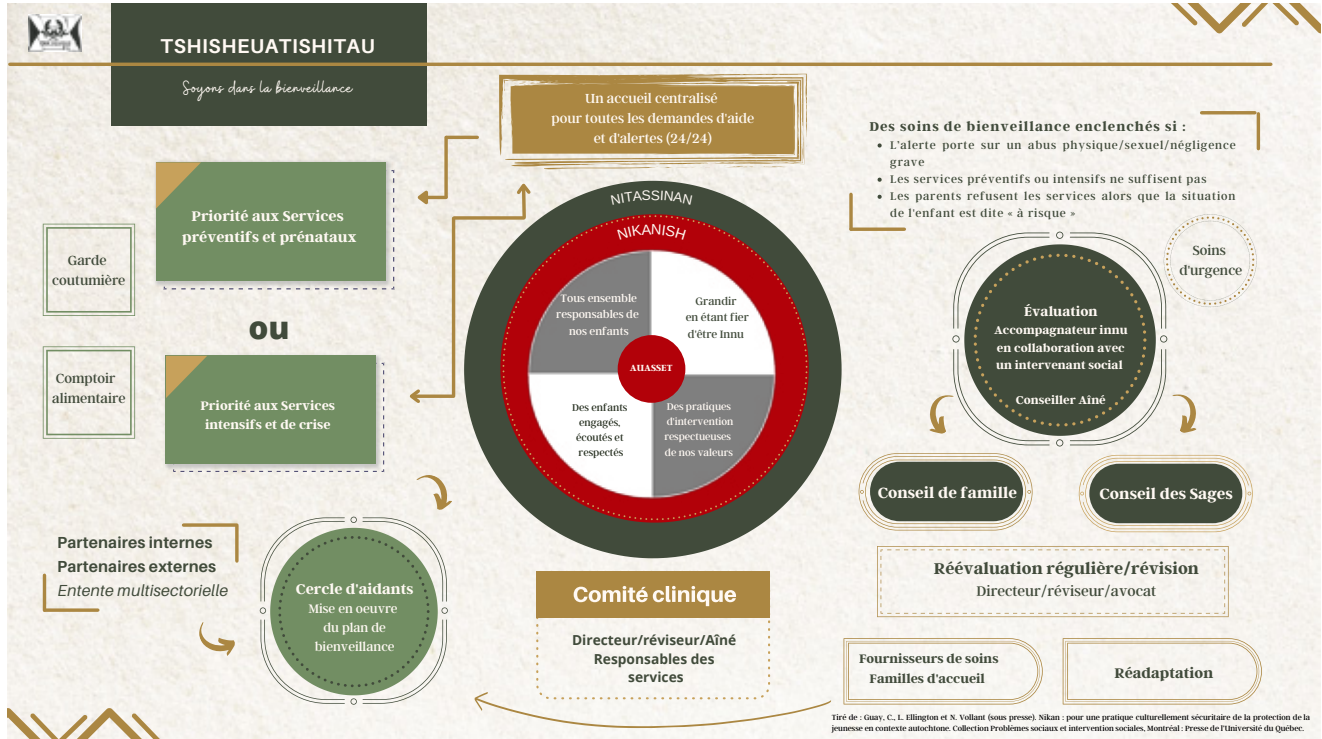 TSHISHEUATISHITAU
Soyons dans la bienveillance
Un accueil centralisé
pour toutes les demandes d'aide
et d'alertes (24/24)
Priorité aux Services
préventifs et prénataux
Garde
coutumière
ou
Comptoir
alimentaire
Priorité aux Services
intensifs et de crise
Partenaires internes
Partenaires externes
Entente multisectorielle
Cercle d'aidants
Mise en oeuvre
du plan de
bienveillance
NITASSINAN
NIKANISH
Tous ensemble
responsables de
nos enfants
Grandir
en étant fier
d'être Innu
AUASSET
Des enfants
engagés,
écoutés et
respectés
Des pratiques
d'intervention
respectueuses
de nos valeurs
Comité clinique
Directeur/réviseur/Aîné
Responsables des
services
Des soins de bienveillance enclenchés si :
• L'alerte porte sur un abus physique/sexuel/négligence
grave
• Les services préventifs ou intensifs ne suffisent pas
• Les parents refusent les services alors que la situation
de l'enfant est dite « à risque »
Soins
d'urgence
Évaluation
Accompagnateur innu
en collaboration avec
un intervenant social
Conseiller Aîné
Conseil de famille
Conseil des Sages
Réévaluation régulière/révision
Directeur/réviseur/avocat
Fournisseurs de soins
Familles d'accueil
Réadaptation
Tiré de : Guay, C., L. Ellington et N. Vollant (sous presse). Nikan : pour une pratique culturellement sécuritaire de la protection de la
jeunesse en contexte autochtone. Collection Problèmes sociaux et intervention sociales, Montréal : Presse de l'Université du Québec.